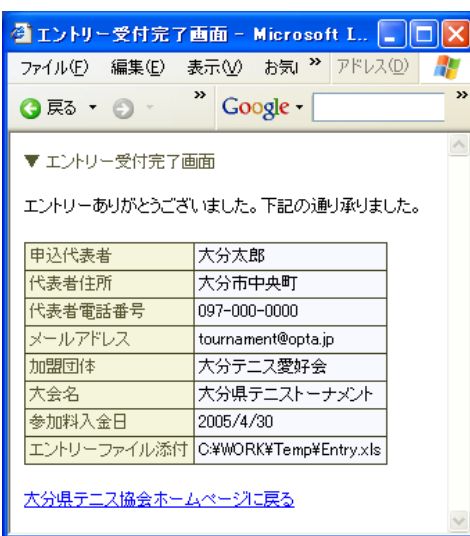 エントリー受付完了画面 - Microsoft I...
ファイル(F) 編集(E) 表示(V) お気 » アドレス(D)
戻る » Google »
▼ エントリー受付完了画面
エントリーありがとうございました。下記の通り承りました。
申込代表者 大分太郎
代表者住所 大分市中央町
代表者電話番号 097-000-0000
メールアドレス tournament@opta.jp
加盟団体 大分テニス愛好会
大会名 大分県テニストーナメント
参加料入金日 2005/4/30
エントリーファイル添付 C:¥WORK¥Temp¥Entry.xls
大分県テニス協会ホームページに戻る